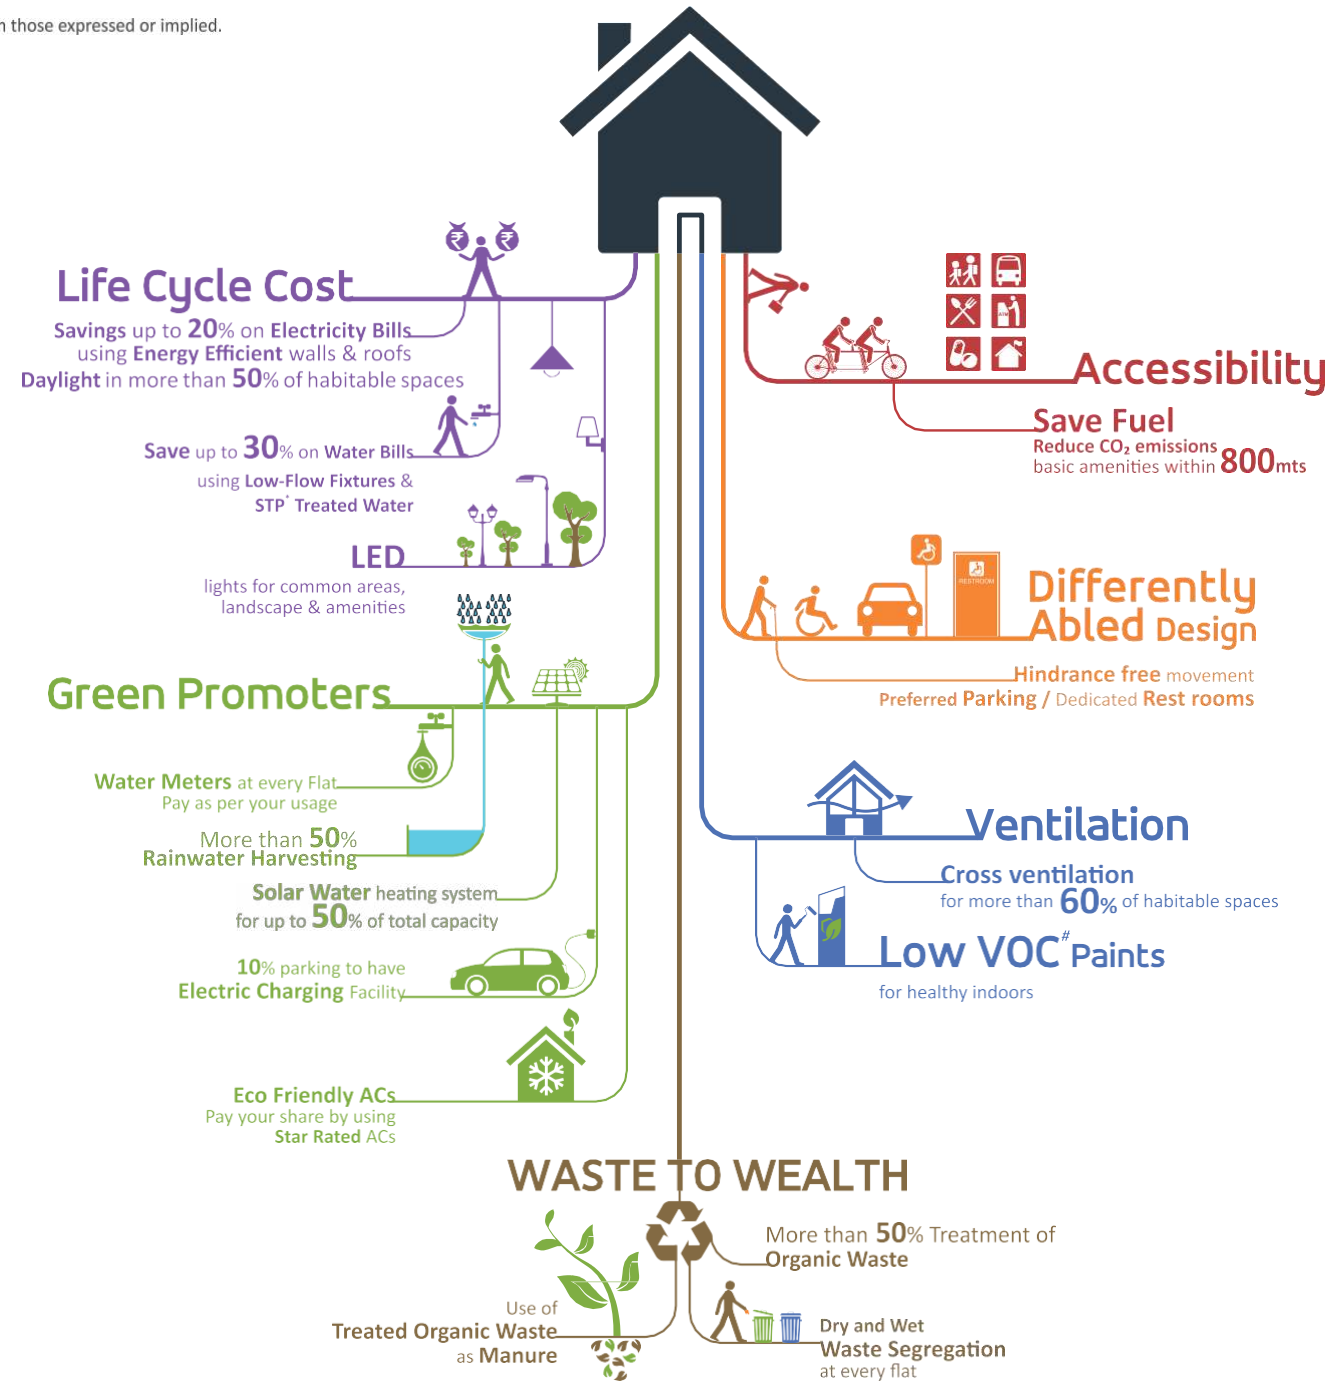 n those expressed or implied.
Life Cycle Cost
Savings up to 20% on Electricity Bills
using Energy Efficient walls & roofs
Daylight in more than 50% of habitable spaces
Save up to 30% on Water Bills
using Low-Flow Fixtures &
STP* Treated Water
LED
lights for common areas,
landscape & amenities
Green Promoters
Water Meters at every Flat
Pay as per your usage
More than 50%
Rainwater Harvesting
Solar Water heating system
for up to 50% of total capacity
10% parking to have
Electric Charging Facility
Eco Friendly ACs
Pay your share by using
Star Rated ACs
ATM
Accessibility
Save Fuel
Reduce CO₂ emissions
basic amenities within 800mts
RESTROOM
Differently
Abled Design
Hindrance free movement
Preferred Parking / Dedicated Rest rooms
Ventilation
Cross ventilation
for more than 60% of habitable spaces
Low VOC# Paints
for healthy indoors
WASTE TO WEALTH
More than 50% Treatment of
Organic Waste
Use of
Treated Organic Waste
as Manure
Dry and Wet
Waste Segregation
at every flat